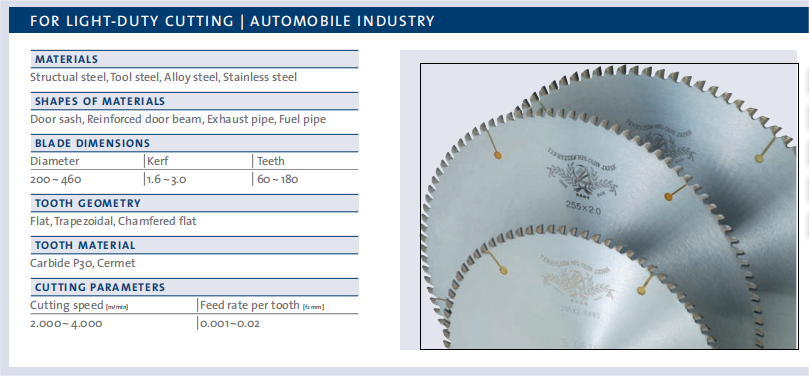 FOR LIGHT-DUTY CUTTING | AUTOMOBILE INDUSTRY
MATERIALS
Structual steel, Tool steel, Alloy steel, Stainless steel
SHAPES OF MATERIALS
Door sash, Reinforced door beam, Exhaust pipe, Fuel pipe
BLADE DIMENSIONS
Diameter Kerf Teeth
200~460 1.6~3.0 60~180
TOOTH GEOMETRY
Flat, Trapezoidal, Chamfered flat
TOOTH MATERIAL
Carbide P30, Cermet
CUTTING PARAMETERS
Cutting speed [m/min] Feed rate per tooth [fz mm]
2.000~4.000 0.001~0.02
255×2.0